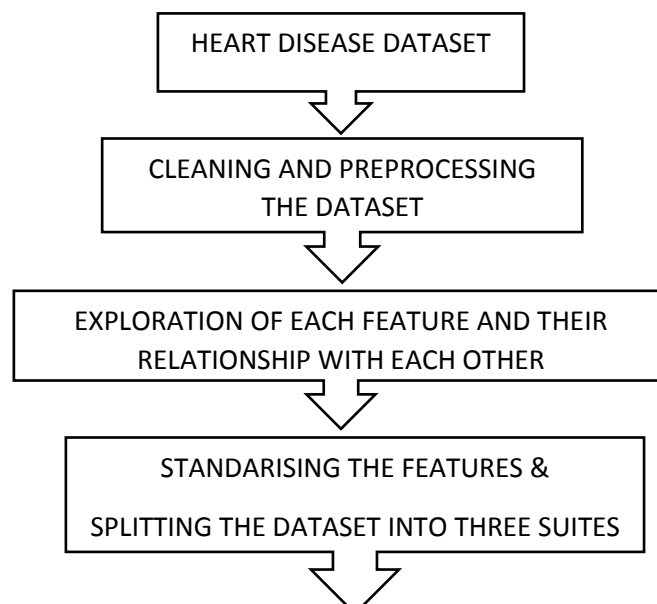 HEART DISEASE DATASET
CLEANING AND PREPROCESSING
THE DATASET
EXPLORATION OF EACH FEATURE AND THEIR
RELATIONSHIP WITH EACH OTHER
STANDARISING THE FEATURES &
SPLITTING THE DATASET INTO THREE SUITES